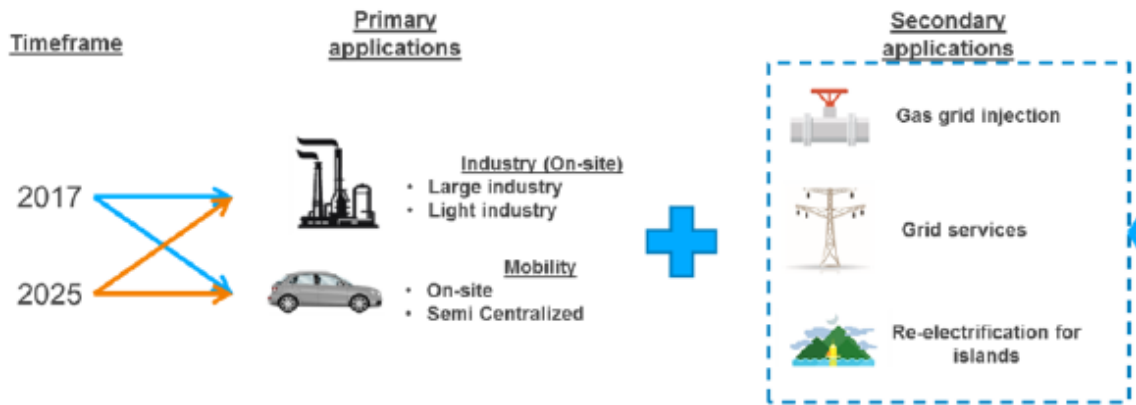 Timeframe
Primary
applications
Secondary
applications
2017
2025
Industry (On-site)
• Large industry
• Light industry
Mobility
• On-site
• Semi Centralized
Gas grid injection
Grid services
Re-electrification for
islands